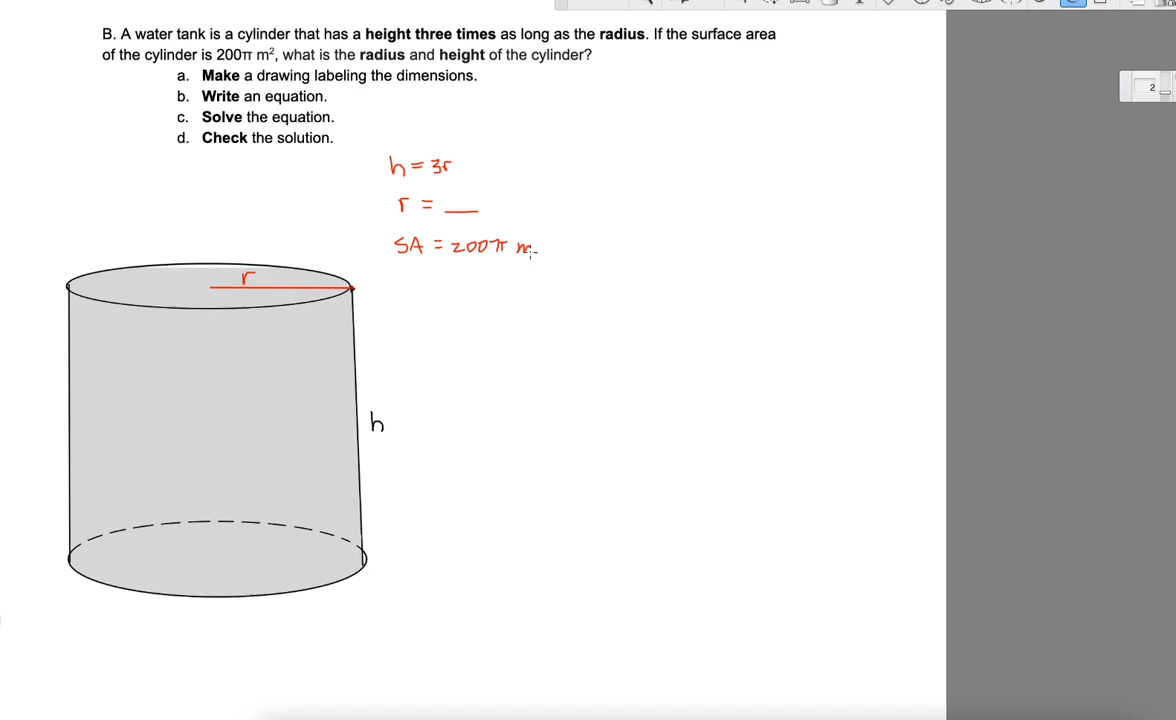 B. A water tank is a cylinder that has a height three times as long as the radius. If the surface area
of the cylinder is 200π m², what is the radius and height of the cylinder?
a. Make a drawing labeling the dimensions.
b. Write an equation.
c. Solve the equation.
d. Check the solution.
h = 3r
r = __
SA = 200π m
r
h
2